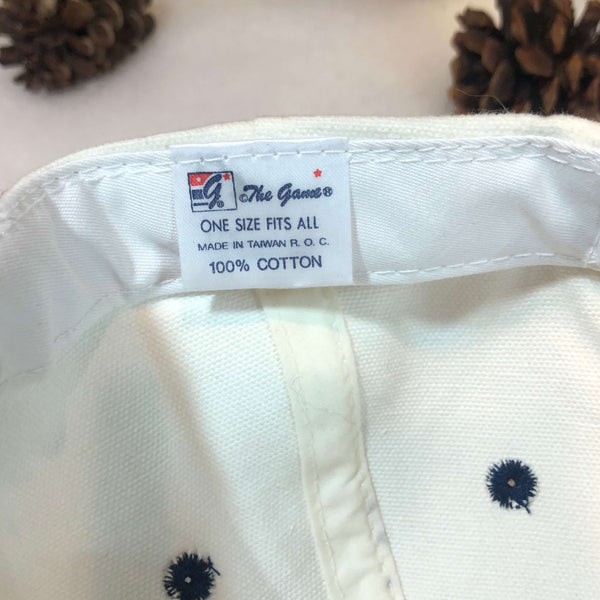 G ©The Game®
ONE SIZE FITS ALL
MADE IN TAIWAN R. O. C.
100% COTTON